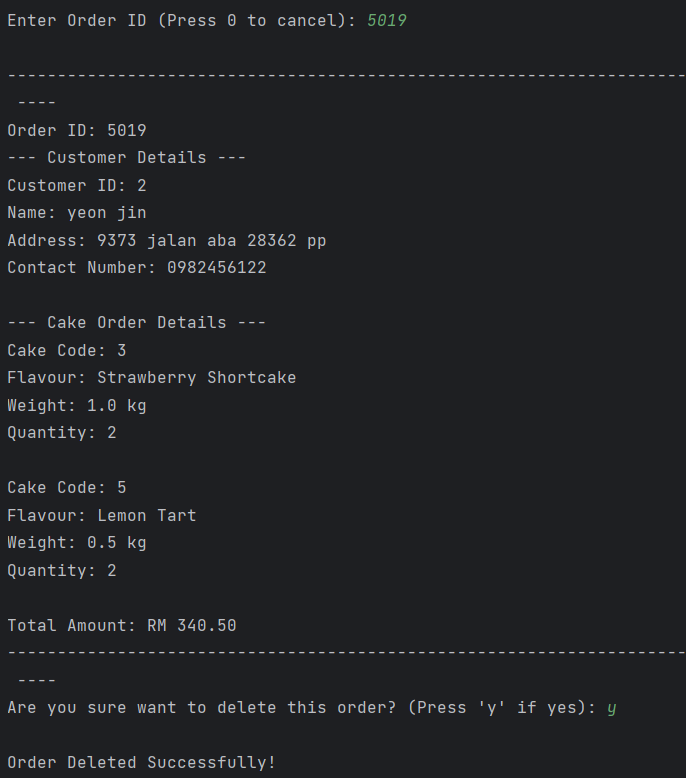 Enter Order ID (Press 0 to cancel): 5019
--------------------------------------------------------------------
----
Order ID: 5019
--- Customer Details ---
Customer ID: 2
Name: yeon jin
Address: 9373 jalan aba 28362 pp
Contact Number: 0982456122
--- Cake Order Details ---
Cake Code: 3
Flavour: Strawberry Shortcake
Weight: 1.0 kg
Quantity: 2
Cake Code: 5
Flavour: Lemon Tart
Weight: 0.5 kg
Quantity: 2
Total Amount: RM 340.50
--------------------------------------------------------------------
----
Are you sure want to delete this order? (Press 'y' if yes): y
Order Deleted Successfully!